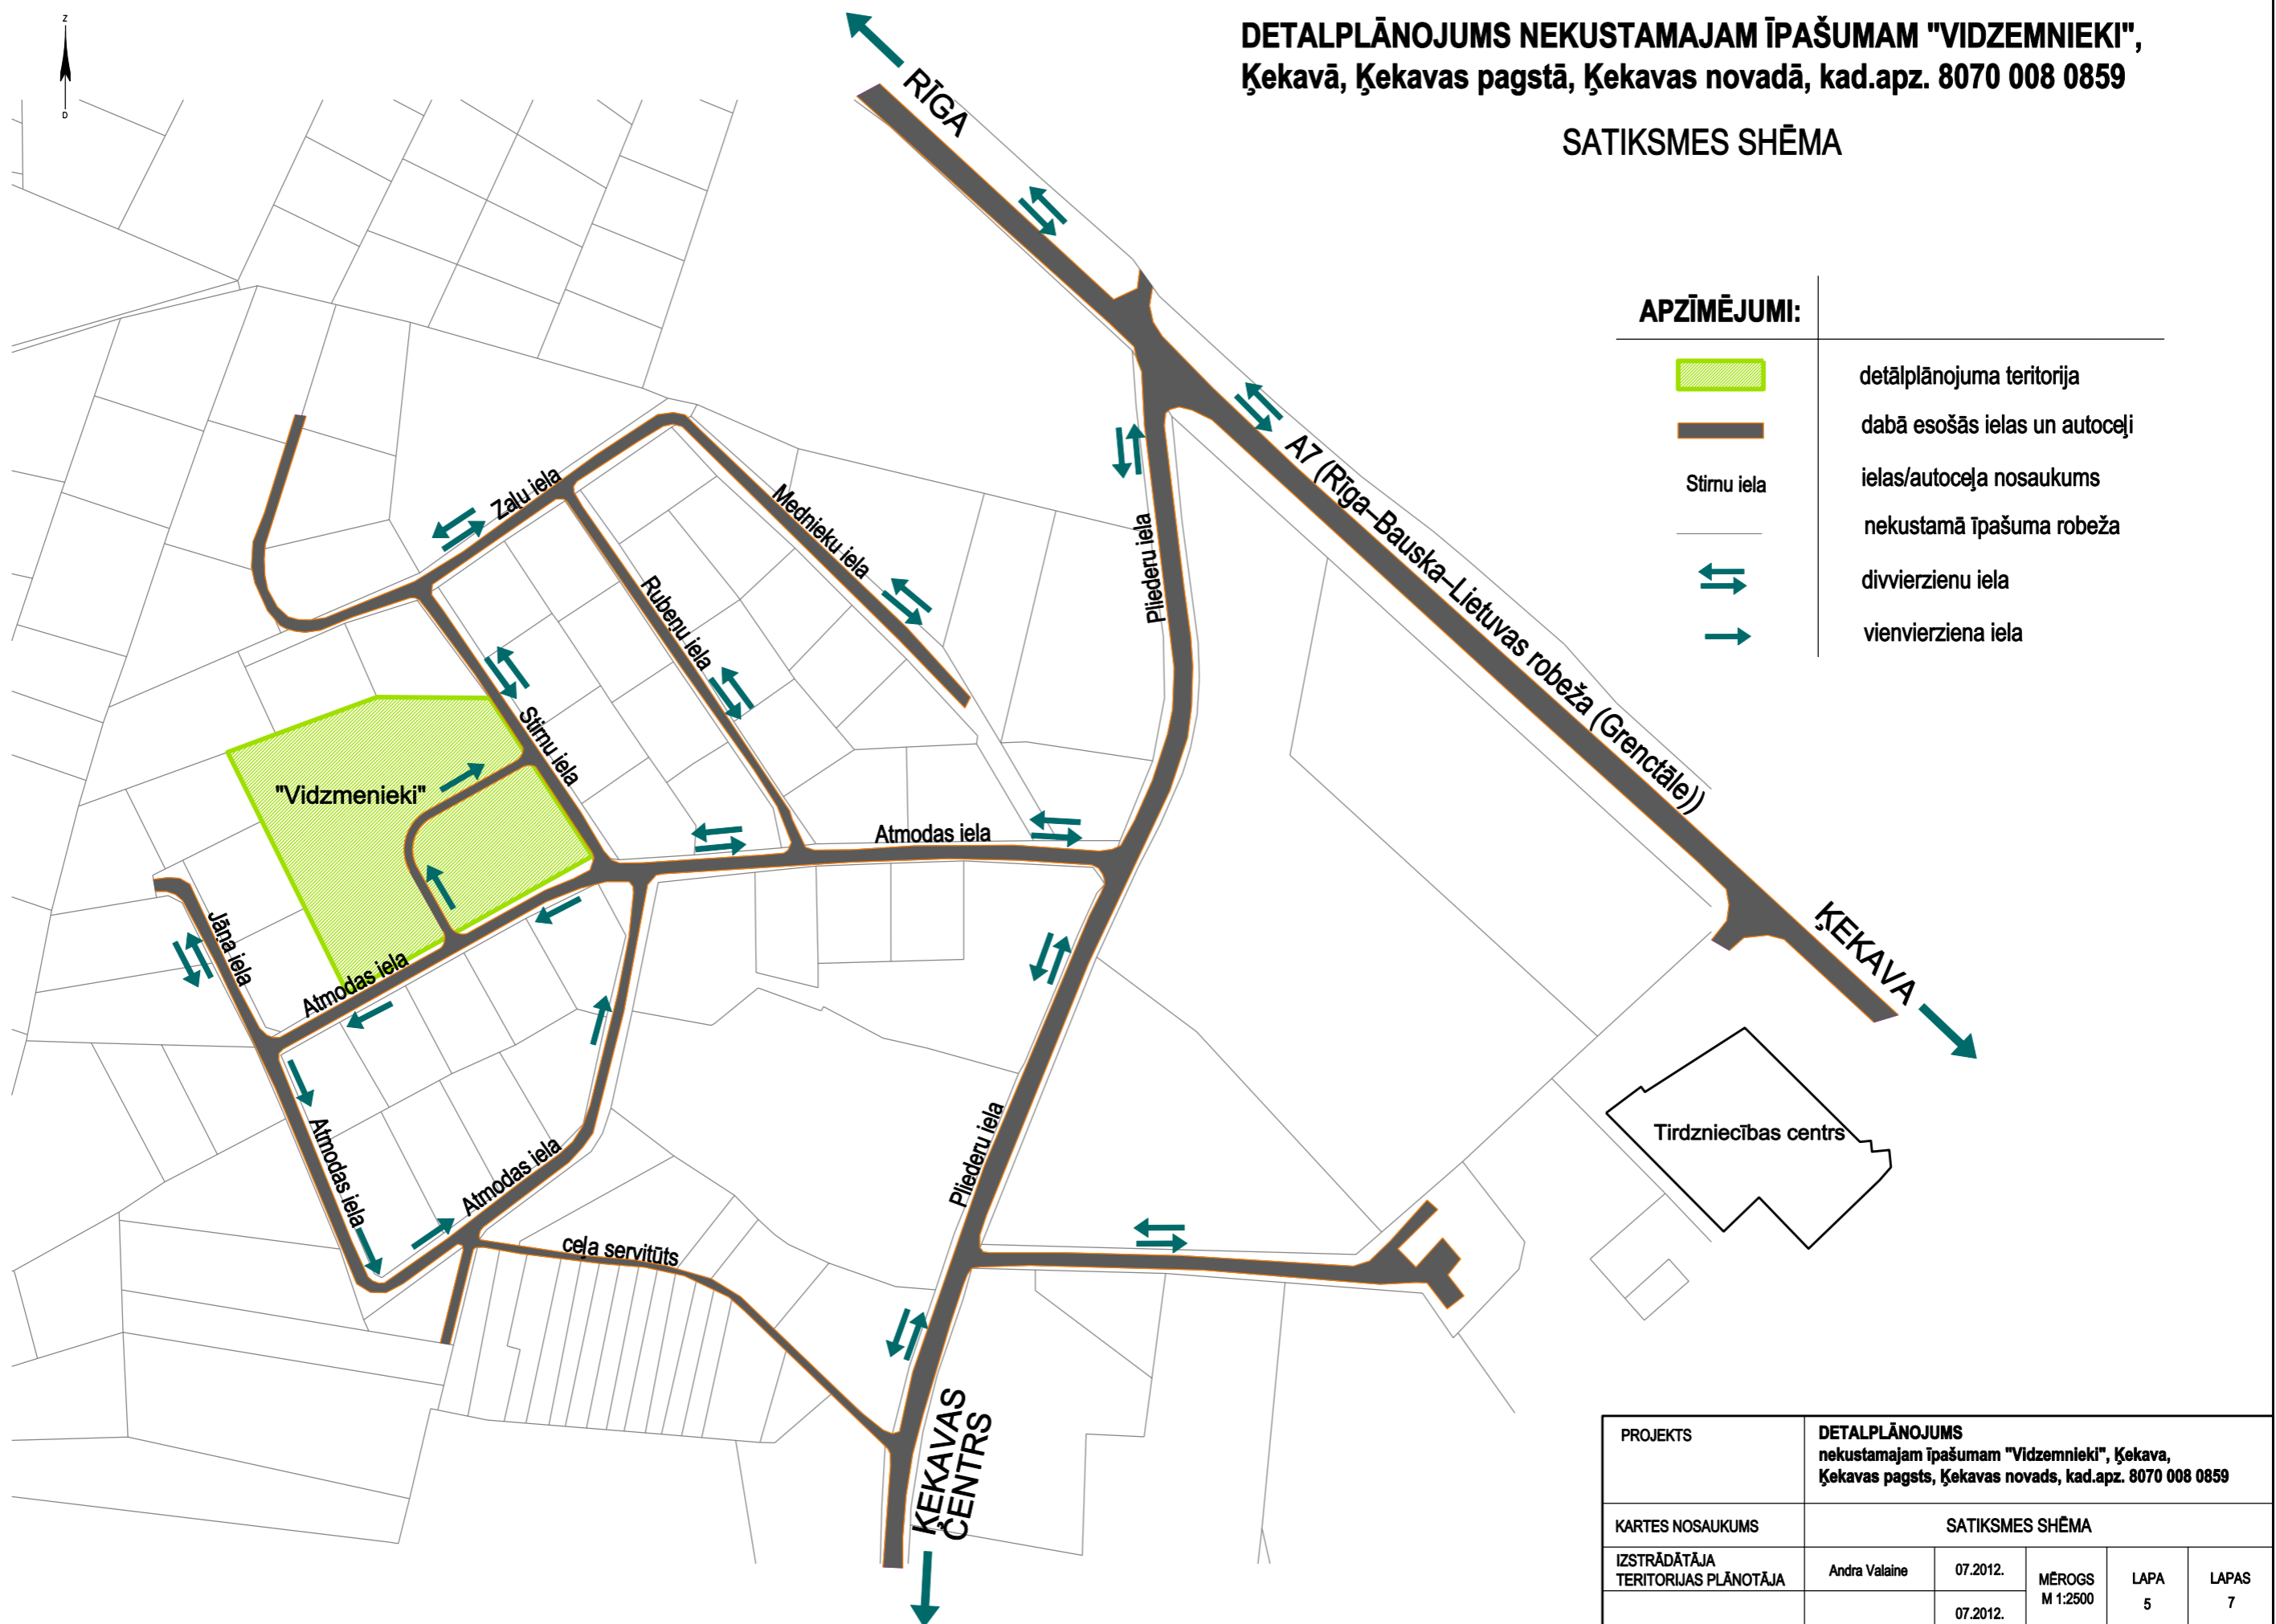 Z
D
DETALPLĀNOJUMS NEKUSTAMAJAM ĪPAŠUMAM "VIDZEMNIEKI",
Ķekavā, Ķekavas pagstā, Ķekavas novadā, kad.apz. 8070 008 0859
SATIKSMES SHĒMA
RĪGA
APZĪMĒJUMI:
detālplānojuma teritorija
dabā esošās ielas un autoceļi
Stirnu iela
ielas/autoceļa nosaukums
nekustamā īpašuma robeža
divvierzienu iela
vienvierziena iela
A7 (Rīga–Bauska–Lietuvas robeža (Grenctāle))
Zaļu iela
Mednieku iela
Pliederu iela
Rubeņu iela
Stirnu iela
"Vidzmenieki"
Atmodas iela
Jāņa iela
Atmodas iela
ĶEKAVA
Atmodas iela
Atmodas iela
Pliederu iela
Tirdzniecības centrs
ceļa servitūts
ĶEKAVAS
CENTRS
PROJEKTS
DETALPLĀNOJUMS
nekustamajam īpašumam "Vidzemnieki", Ķekava,
Ķekavas pagsts, Ķekavas novads, kad.apz. 8070 008 0859
KARTES NOSAUKUMS
SATIKSMES SHĒMA
IZSTRĀDĀTĀJA
TERITORIJAS PLĀNOTĀJA
Andra Valaine
07.2012.
MĒROGS
M 1:2500
LAPA
5
LAPAS
7
07.2012.